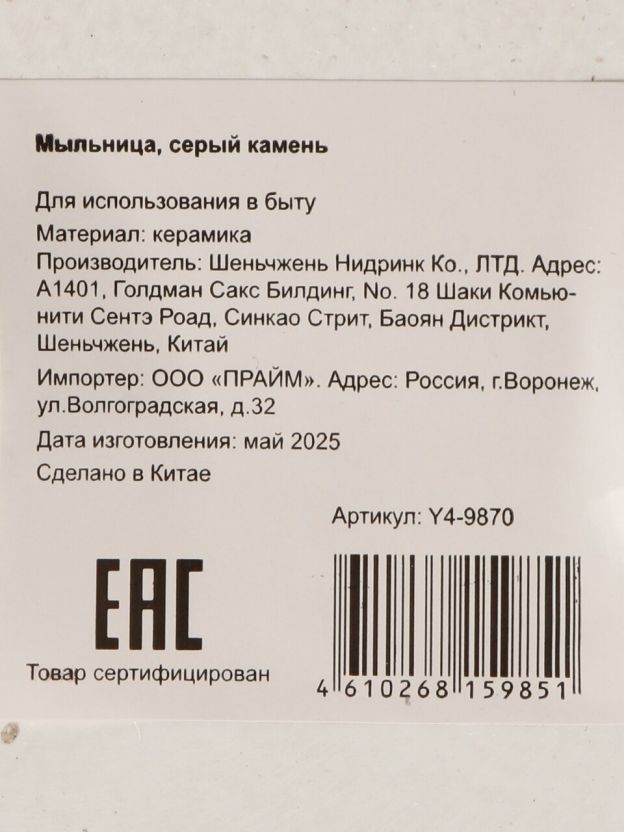 Мыльница, серый камень
Для использования в быту
Материал: керамика
Производитель: Шеньчжень Нидринк Ко., ЛТД. Адрес:
А1401, Голдман Сакс Билдинг, No. 18 Шаки Комью-
нити Сентэ Роад, Синкао Стрит, Баоян Дистрикт,
Шеньчжень, Китай
Импортер: ООО «ПРАЙМ». Адрес: Россия, г.Воронеж,
ул.Волгоградская, д.32
Дата изготовления: май 2025
Сделано в Китае
Артикул: Y4-9870
EAC
Товар сертифицирован
4 610268 159851